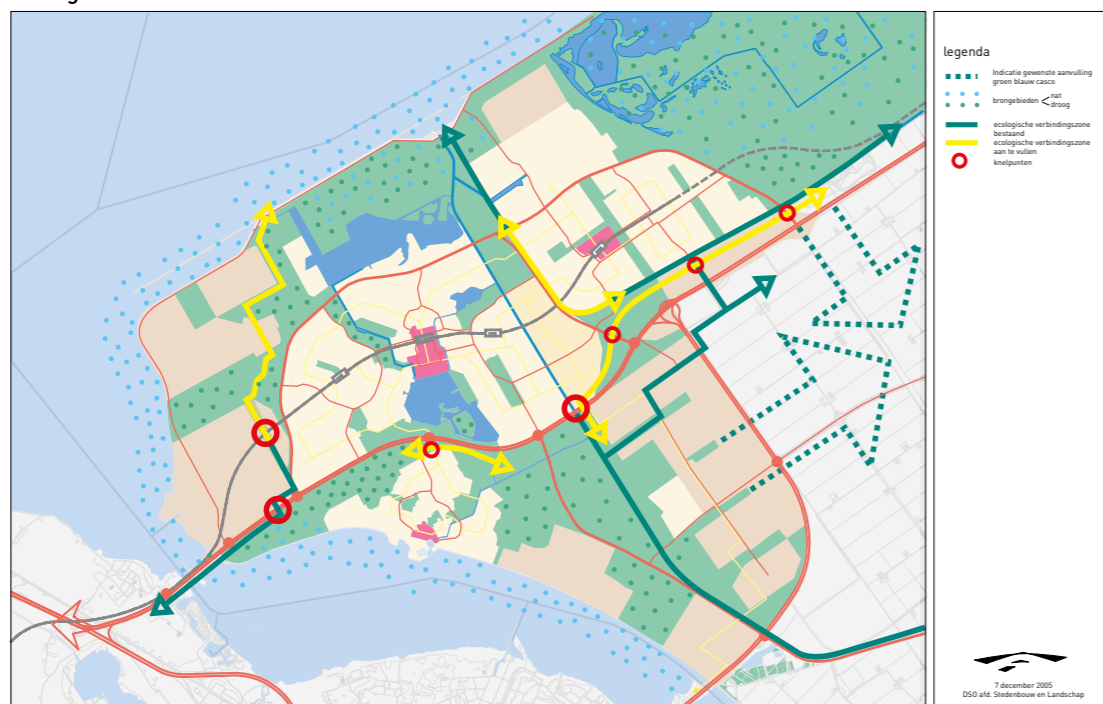 legenda
Indicatie gewenste aanvulling
groen blauw casco
brongebieden < nat
droog
ecologische verbindingszone
bestaand
ecologische verbindingszone
aan te vullen
knelpunten
7 december 2005
DSO afd. Stedenbouw en Landschap